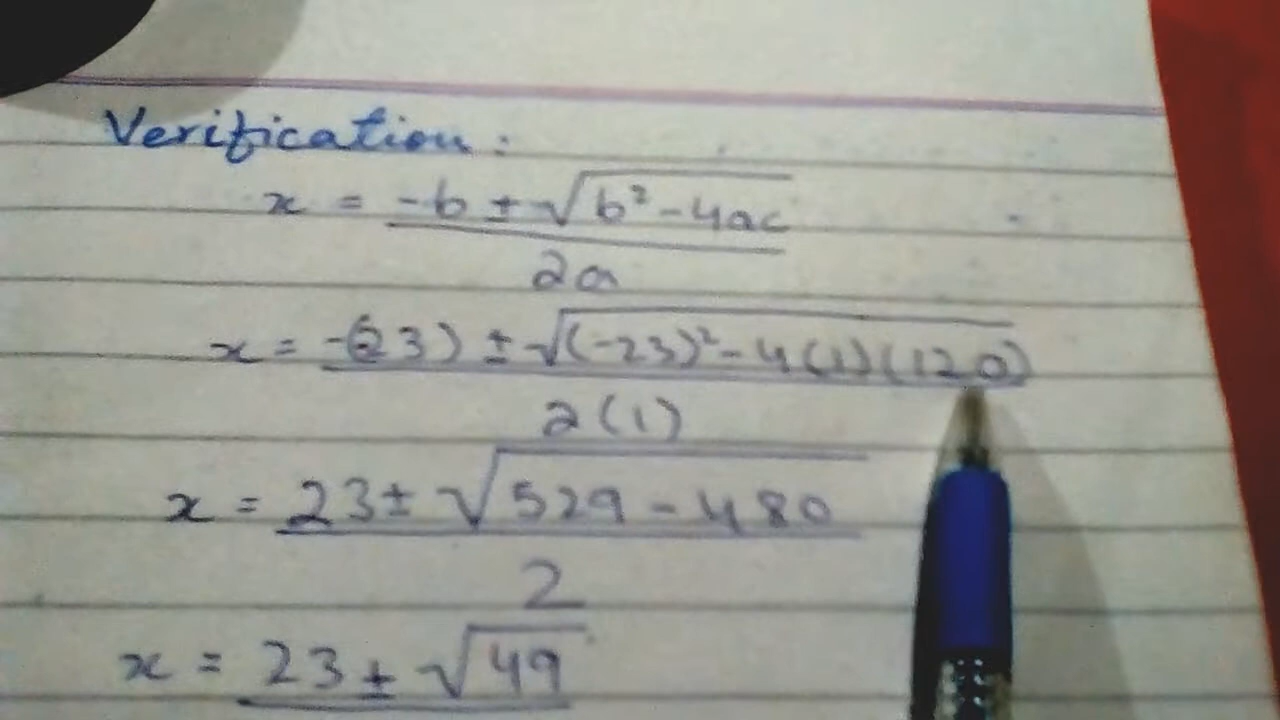 Verification:
x = -b ± √b² - 4ac
2a
x = -(23) ± √(-23)² - 4(1)(120)
2(1)
x = 23 ± √529 - 480
2
x = 23 ± √49